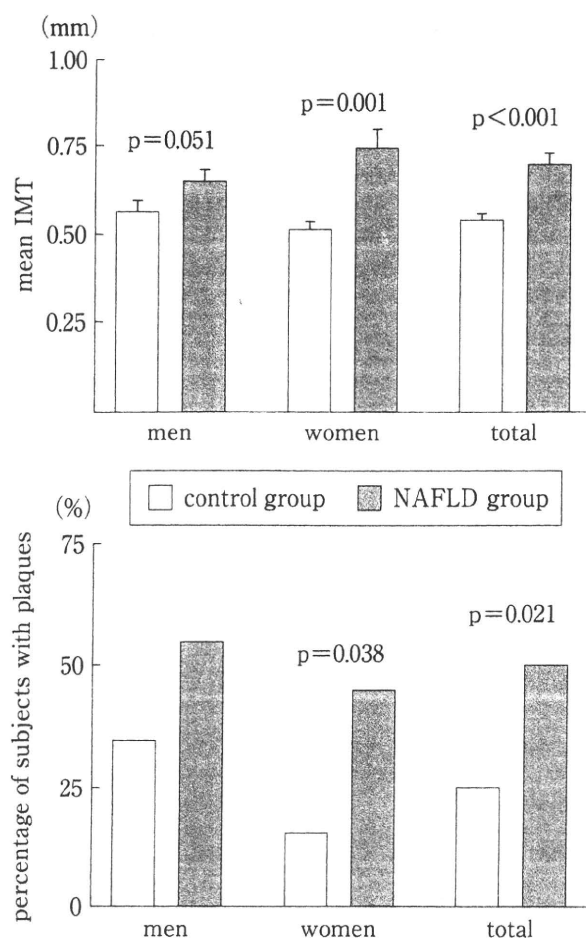 (mm)
1.00
0.75
0.50
0.25
mean IMT
p=0.051
p=0.001
p<0.001
men women total
control group NAFLD group
(%)
75
50
25
0
percentage of subjects with plaques
p=0.038
p=0.021
men women total